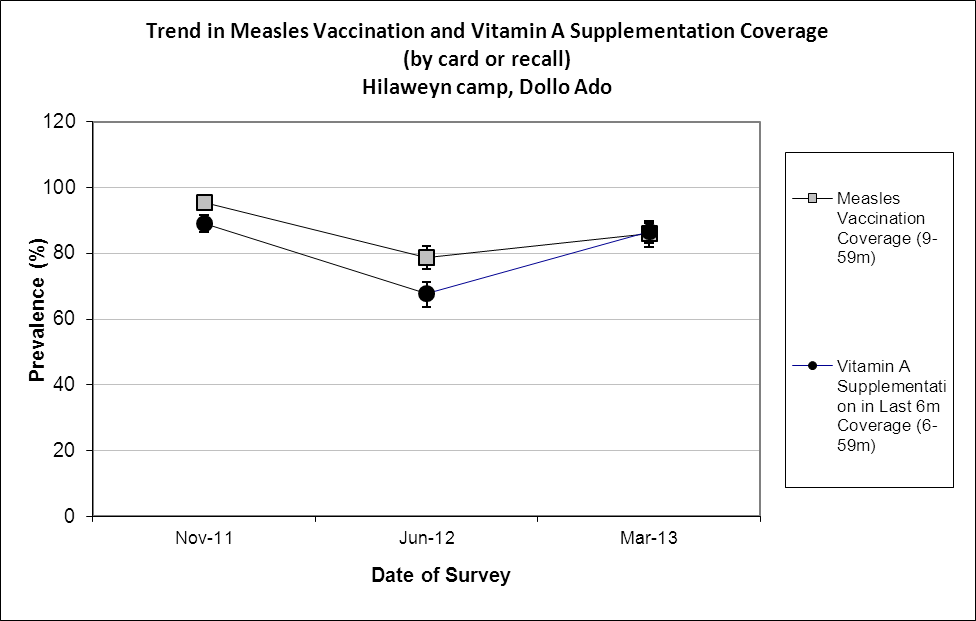 Trend in Measles Vaccination and Vitamin A Supplementation Coverage
(by card or recall)
Hilaweyn camp, Dollo Ado
120
100
80
60
40
20
0
Prevalence (%)
Nov-11
Jun-12
Mar-13
Date of Survey
Measles
Vaccination
Coverage (9-
59m)
Vitamin A
Supplementati
on in Last 6m
Coverage (6-
59m)